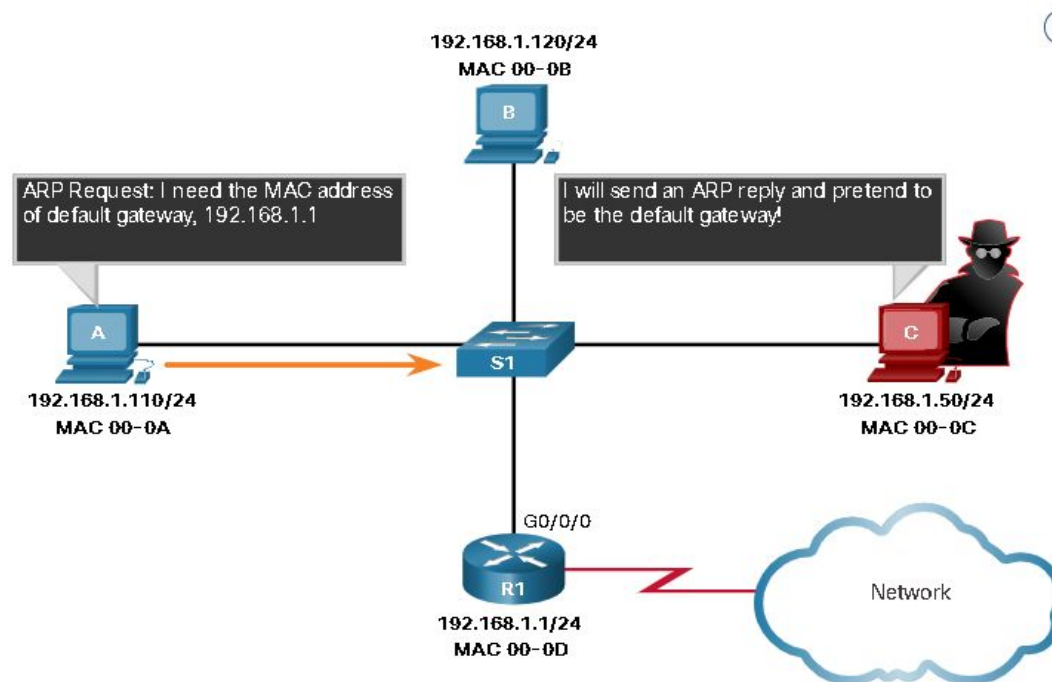 192.168.1.120/24
MAC 00-0B
B
ARP Request: I need the MAC address
of default gateway, 192.168.1.1
I will send an ARP reply and pretend to
be the default gateway!
A
S1
C
192.168.1.110/24
MAC 00-0A
192.168.1.50/24
MAC 00-0C
G0/0/0
R1
Network
192.168.1.1/24
MAC 00-0D